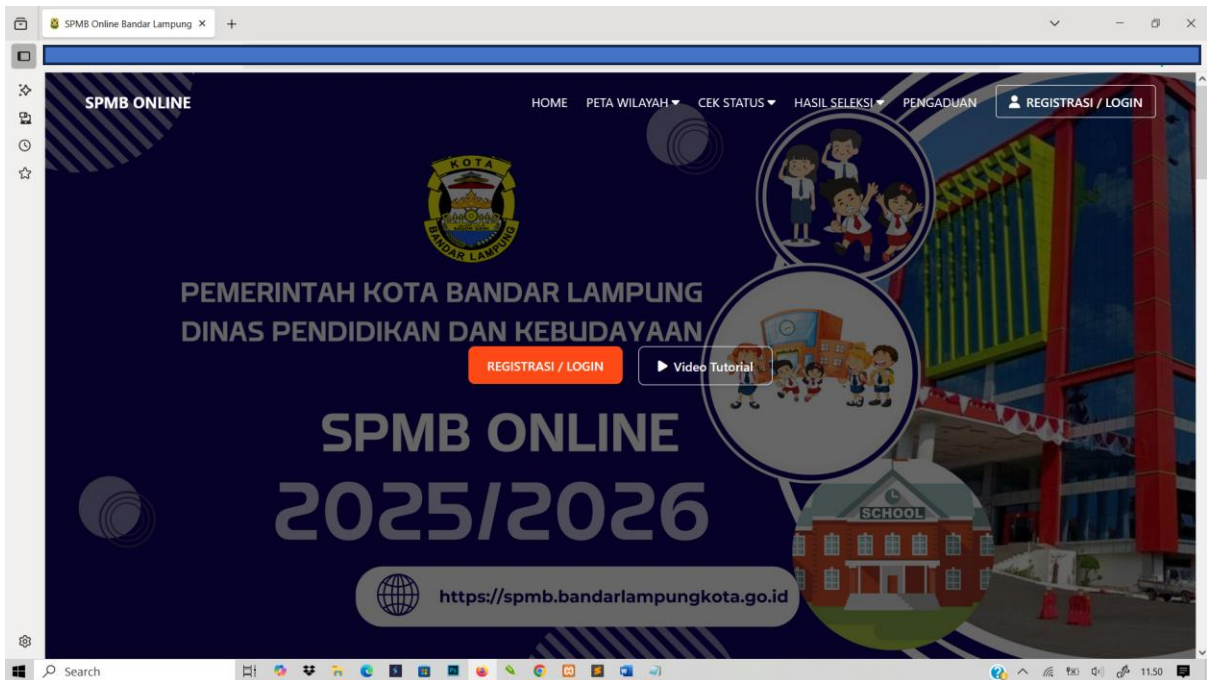 SPMB Online Bandar Lampung
SPMB ONLINE
HOME PETA WILAYAH CEK STATUS HASIL SELEKSI PENGADUAN REGISTRASI / LOGIN
KOTA
BANDAR LAMPUNG
PEMERINTAH KOTA BANDAR LAMPUNG
DINAS PENDIDIKAN DAN KEBUDAYAAN
REGISTRASI / LOGIN Video Tutorial
SPMB ONLINE
2025/2026
SCHOOL
https://spmb.bandarlampungkota.go.id
Search
11.50